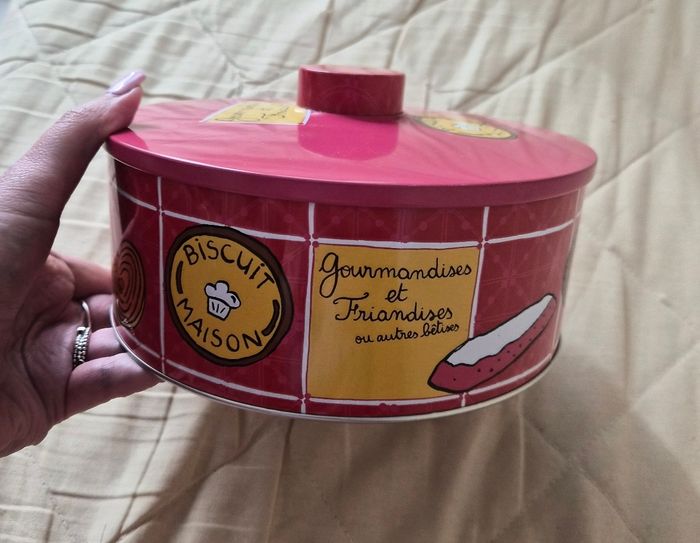 BISCUIT
MAISON
gourmandises
et
Friandises
ou autres bêtises